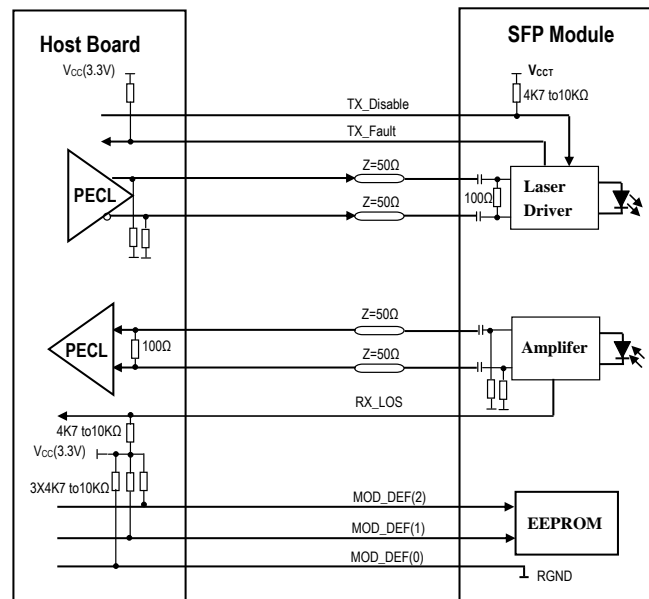 Host Board
SFP Module
VCC(3.3V)
VCCT
4K7 to10KΩ
TX_Disable
TX_Fault
PECL
Z=50Ω
Z=50Ω
100Ω
Laser
Driver
PECL
100Ω
Z=50Ω
Z=50Ω
Amplifer
RX_LOS
4K7 to10KΩ
VCC(3.3V)
3X4K7 to10KΩ
MOD_DEF(2)
MOD_DEF(1)
MOD_DEF(0)
EEPROM
RGND